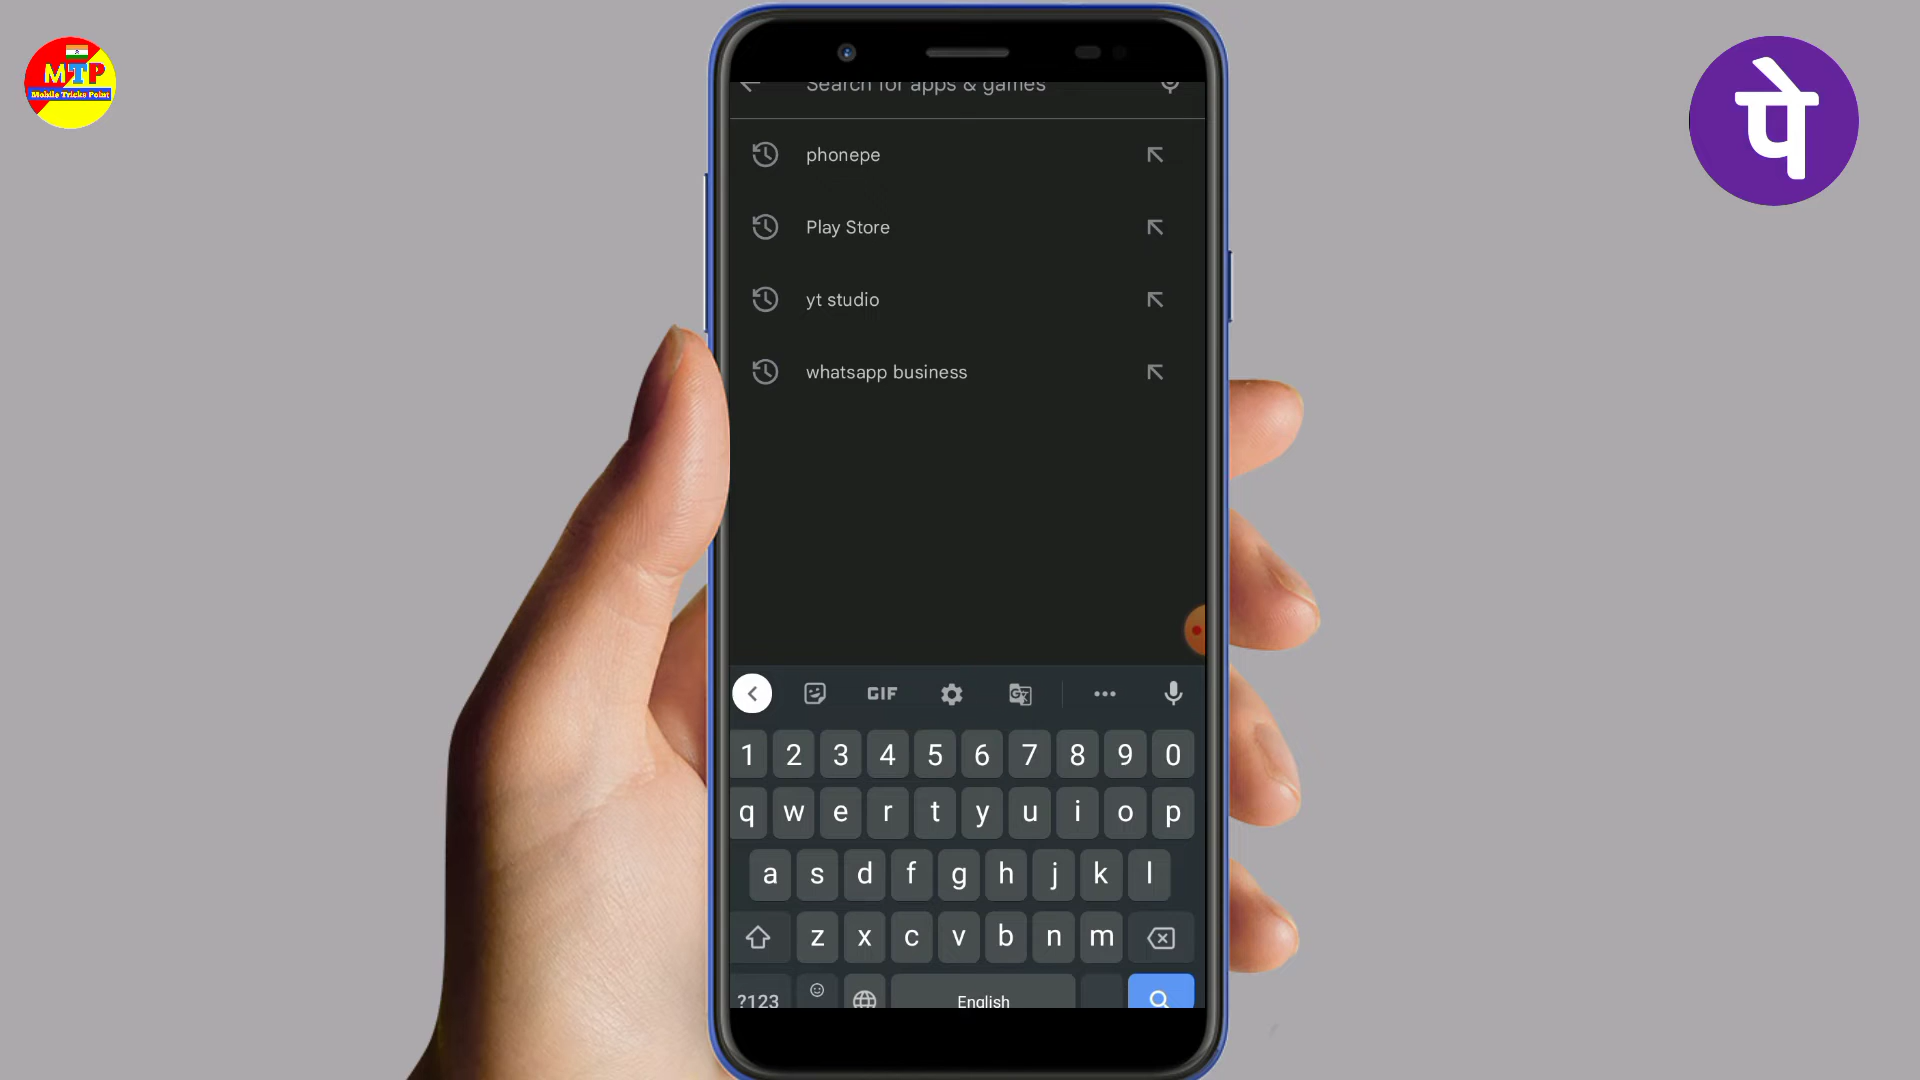 MTP
Mobile Tricks Point
पे
Search for apps & games
phonepe
Play Store
yt studio
whatsapp business
GIF
1 2 3 4 5 6 7 8 9 0
q w e r t y u i o p
a s d f g h j k l
z x c v b n m
?123 English